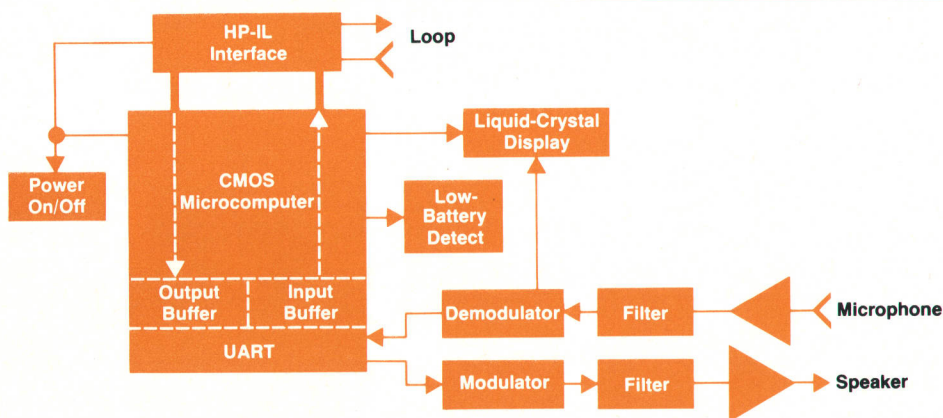 HP-IL
Interface
Loop
Liquid-Crystal
Display
Power
On/Off
CMOS
Microcomputer
Low-
Battery
Detect
Output
Buffer
Input
Buffer
Demodulator
Filter
Microphone
UART
Modulator
Filter
Speaker